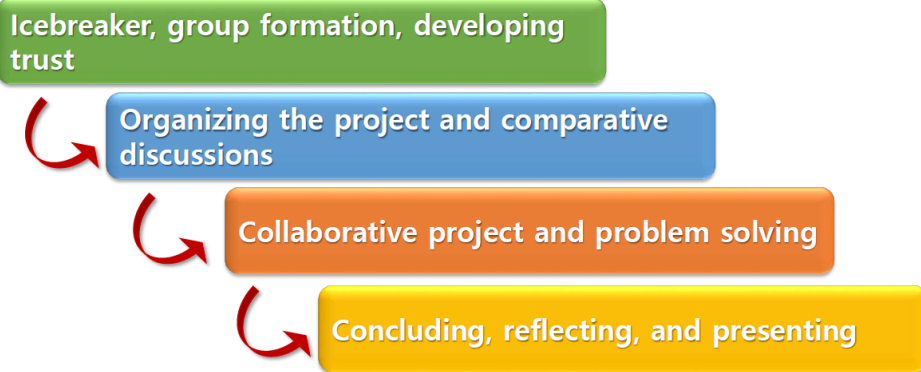 Icebreaker, group formation, developing
trust
Organizing the project and comparative
discussions
Collaborative project and problem solving
Concluding, reflecting, and presenting